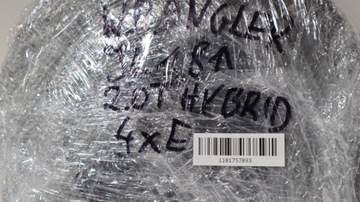 WRANGLER
2.0T HYBRID
4xE
1181757893